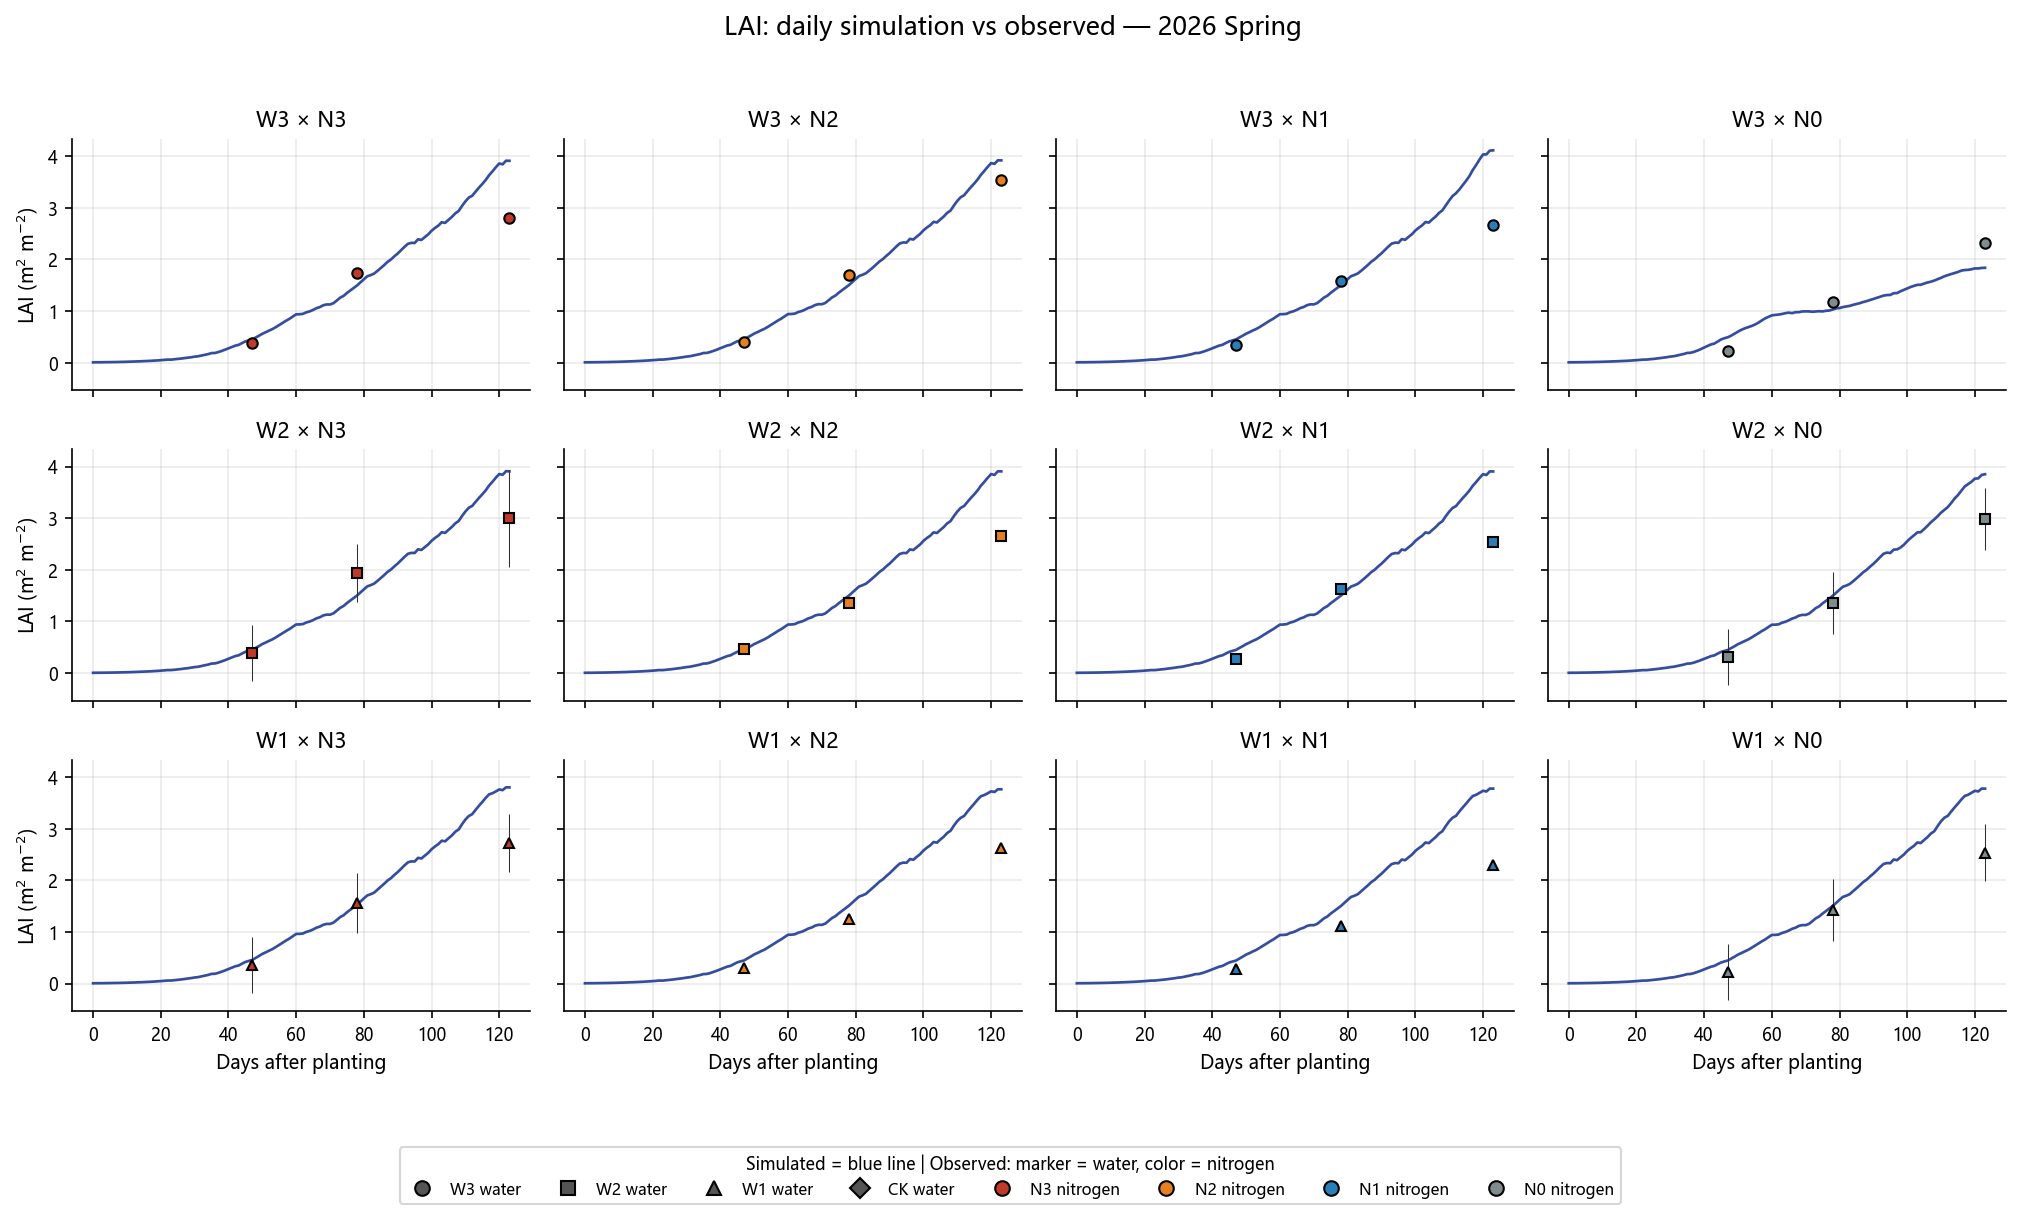 LAI: daily simulation vs observed — 2026 Spring
W3 × N3
W3 × N2
W3 × N1
W3 × N0
LAI (m² m⁻²)
4
3
2
1
0
W2 × N3
W2 × N2
W2 × N1
W2 × N0
LAI (m² m⁻²)
4
3
2
1
0
W1 × N3
W1 × N2
W1 × N1
W1 × N0
LAI (m² m⁻²)
4
3
2
1
0
0 20 40 60 80 100 120
0 20 40 60 80 100 120
0 20 40 60 80 100 120
0 20 40 60 80 100 120
Days after planting
Days after planting
Days after planting
Days after planting
Simulated = blue line | Observed: marker = water, color = nitrogen
W3 water W2 water W1 water CK water N3 nitrogen N2 nitrogen N1 nitrogen N0 nitrogen